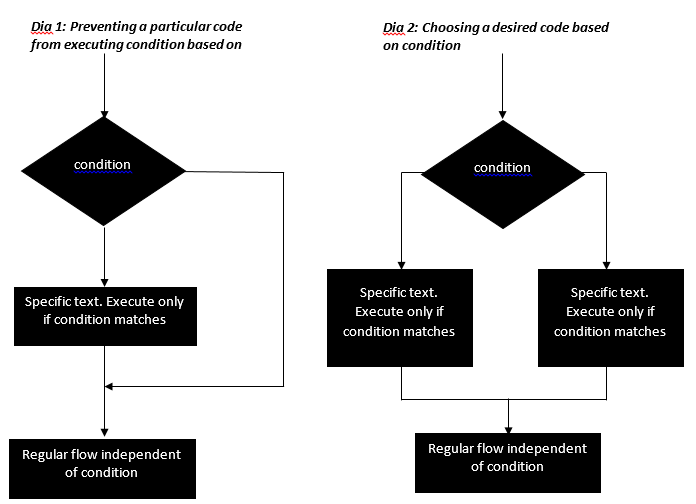 Dia 1: Preventing a particular code
from executing condition based on
condition
Specific text. Execute only
if condition matches
Regular flow independent
of condition
Dia 2: Choosing a desired code based
on condition
condition
Specific text.
Execute only if
condition matches
Specific text.
Execute only if
condition matches
Regular flow independent
of condition